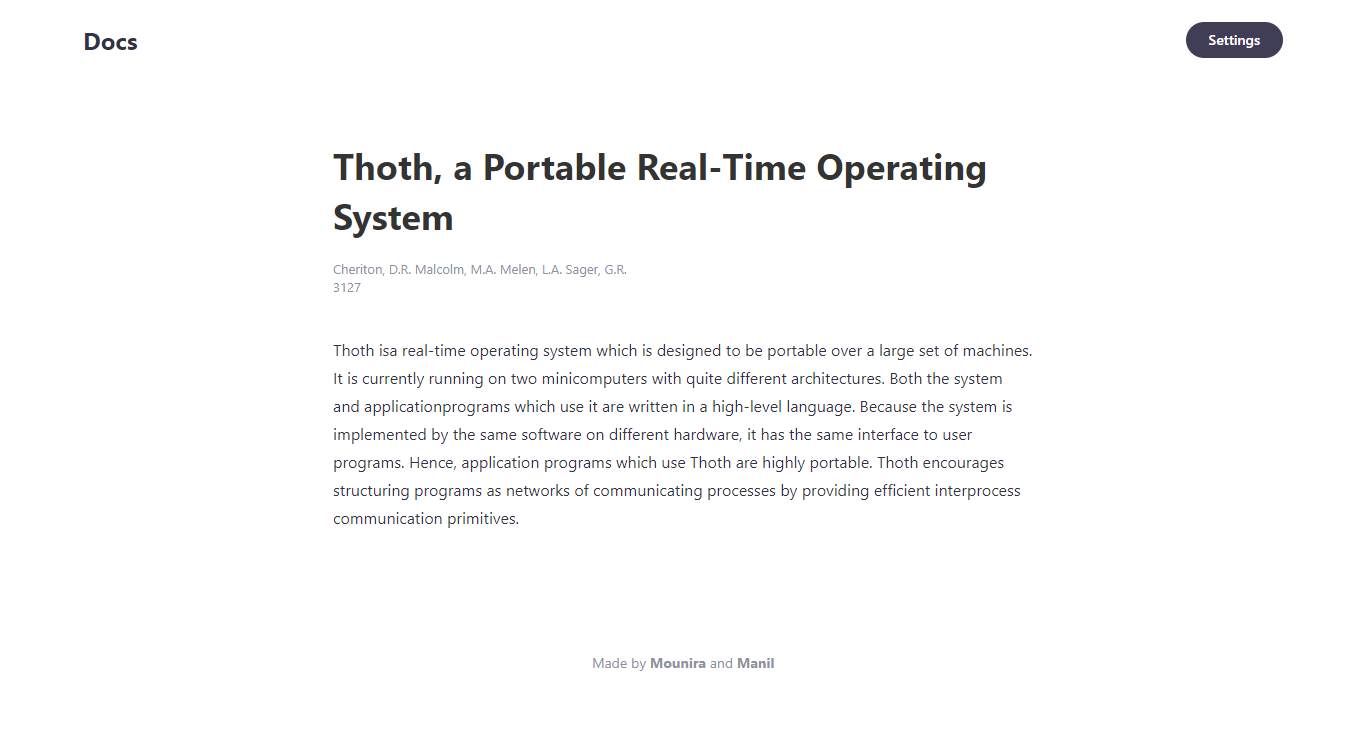 Docs
Settings
Thoth, a Portable Real-Time Operating
System
Cheriton, D.R. Malcolm, M.A. Melen, L.A. Sager, G.R.
3127
Thoth isa real-time operating system which is designed to be portable over a large set of machines.
It is currently running on two minicomputers with quite different architectures. Both the system
and applicationprograms which use it are written in a high-level language. Because the system is
implemented by the same software on different hardware, it has the same interface to user
programs. Hence, application programs which use Thoth are highly portable. Thoth encourages
structuring programs as networks of communicating processes by providing efficient interprocess
communication primitives.
Made by Mounira and Manil